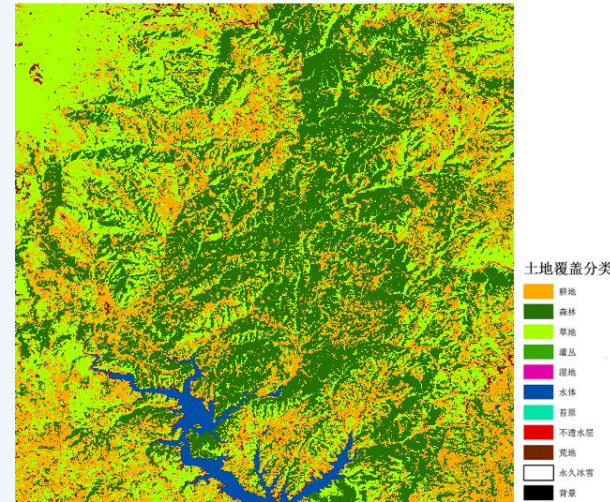 土地覆盖分类
耕地
森林
草地
灌丛
湿地
水体
苔原
不透水层
荒地
永久冰雪
背景